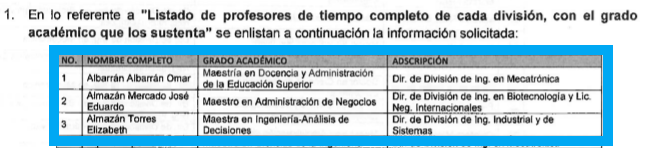 1. En lo referente a "Listado de profesores de tiempo completo de cada división, con el grado
académico que los sustenta" se enlistan a continuación la información solicitada:
NO. NOMBRE COMPLETO GRADO ACADÉMICO ADSCRIPCIÓN
1 Albarrán Albarrán Omar Maestría en Docencia y Administración
de la Educación Superior Dir. de División de Ing. en Mecatrónica
2 Almazán Mercado José
Eduardo Maestro en Administración de Negocios Dir. de División de Ing. en Biotecnología y Lic.
Neg. Internacionales
3 Almazán Torres
Elizabeth Maestra en Ingeniería-Análisis de
Decisiones Dir. de División de Ing. Industrial y de
Sistemas